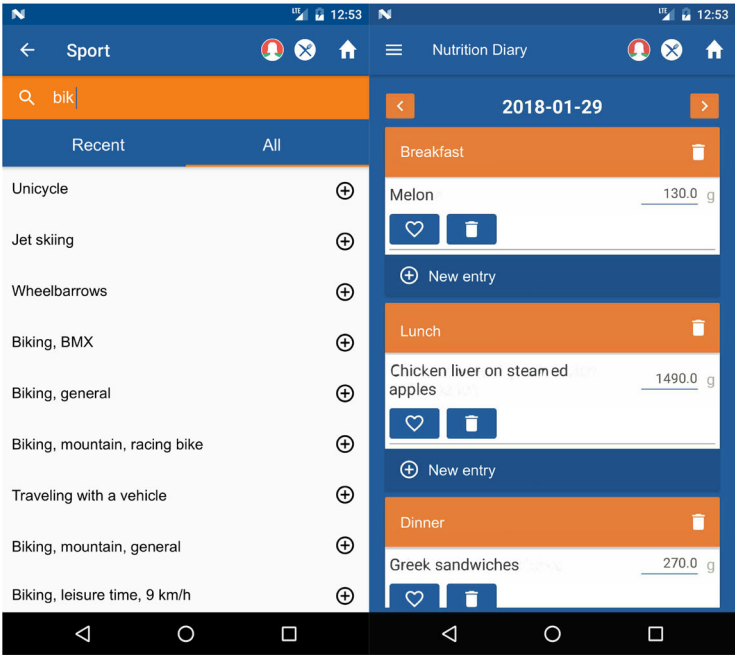 LTE 12:53
Sport
bik
Recent All
Unicycle
Jet skiing
Wheelbarrows
Biking, BMX
Biking, general
Biking, mountain, racing bike
Traveling with a vehicle
Biking, mountain, general
Biking, leisure time, 9 km/h
LTE 12:53
Nutrition Diary
2018-01-29
Breakfast
Melon 130.0 g
New entry
Lunch
Chicken liver on steamed
apples 1490.0 g
New entry
Dinner
Greek sandwiches 270.0 g